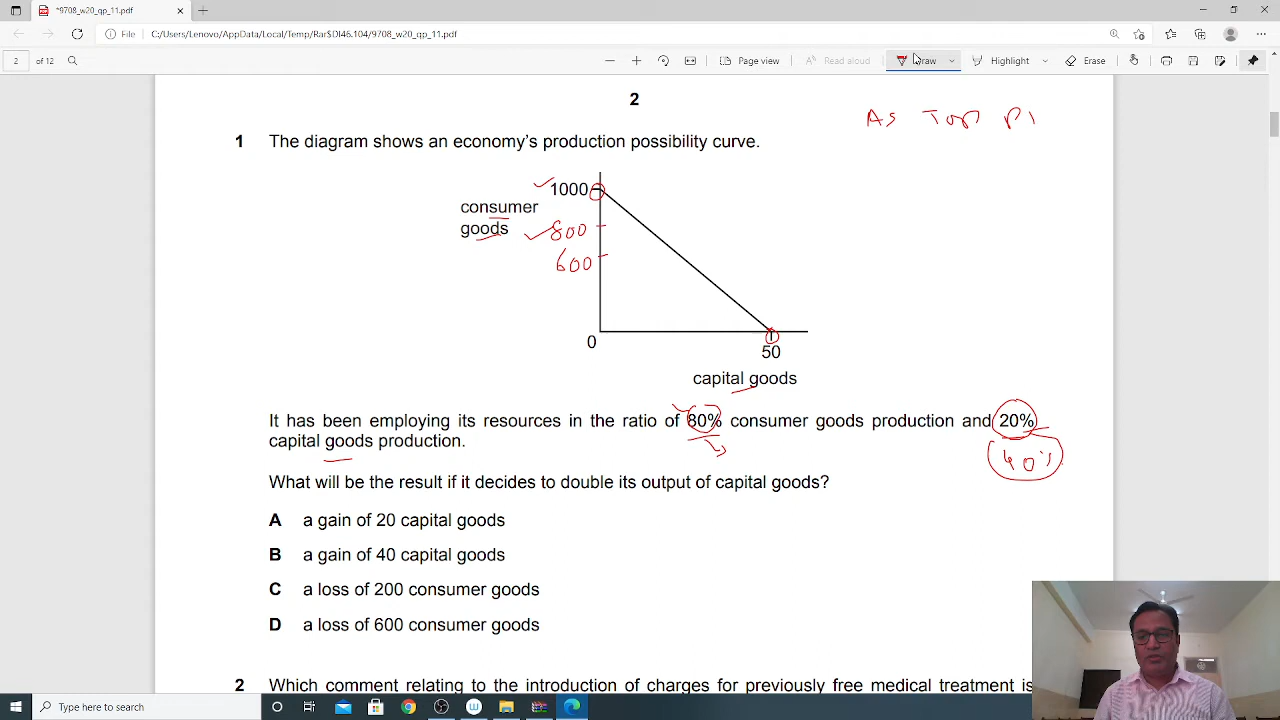 *9708_w20_qp_11.pdf
File C:/Users/Lenovo/AppData/Local/Temp/Rar$DI46.104/9708_w20_qp_11.pdf
2 of 12 Page view Read aloud Draw Highlight Erase
2
As Top P1
1 The diagram shows an economy's production possibility curve.
1000
consumer
goods
800
600
0
50
capital goods
It has been employing its resources in the ratio of 80% consumer goods production and 20%
capital goods production.
40%
What will be the result if it decides to double its output of capital goods?
A a gain of 20 capital goods
B a gain of 40 capital goods
C a loss of 200 consumer goods
D a loss of 600 consumer goods
2 Which comment relating to the introduction of charges for previously free medical treatment is
Type here to search